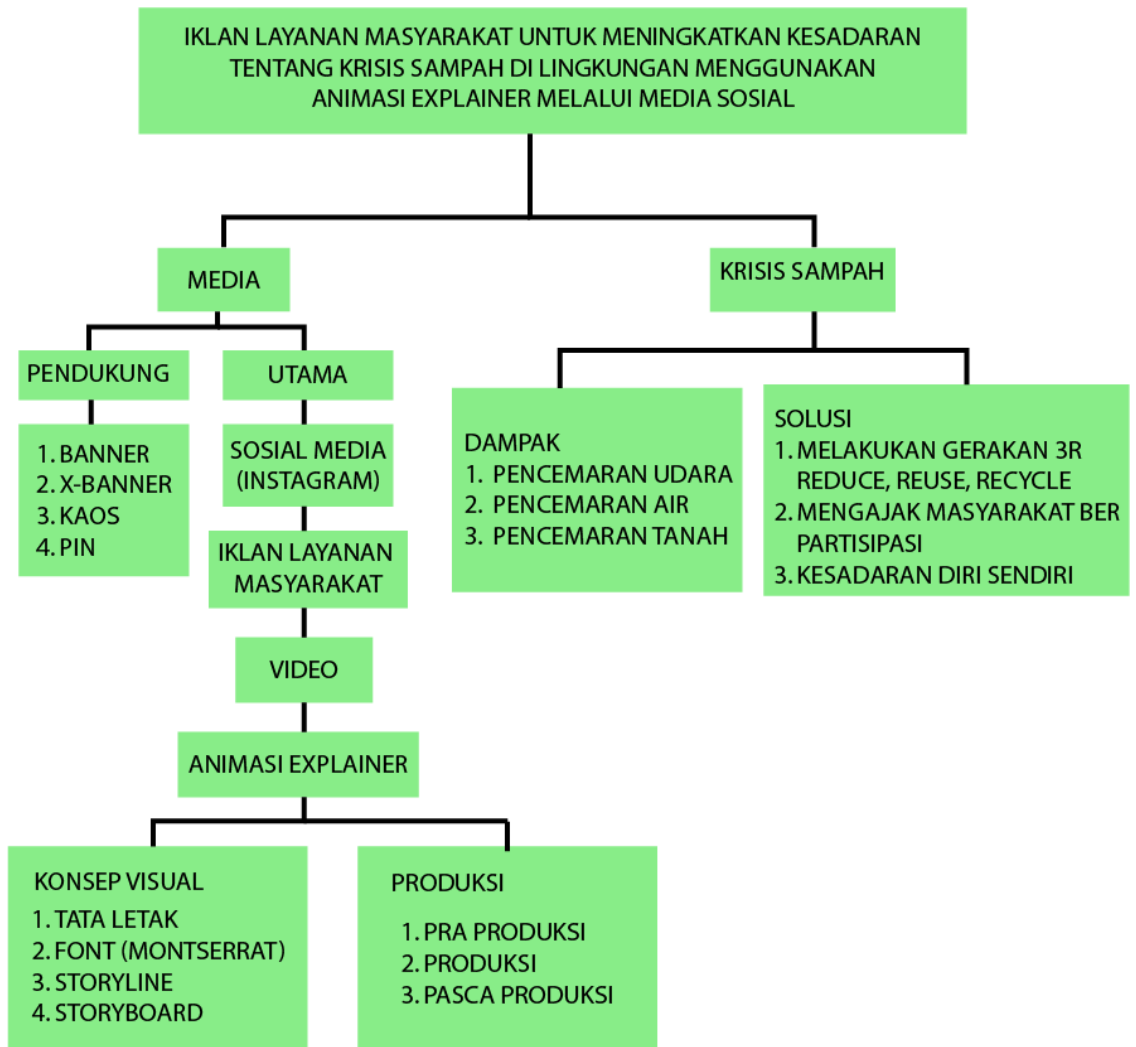 IKLAN LAYANAN MASYARAKAT UNTUK MENINGKATKAN KESADARAN
TENTANG KRISIS SAMPAH DI LINGKUNGAN MENGGUNAKAN
ANIMASI EXPLAINER MELALUI MEDIA SOSIAL
MEDIA
KRISIS SAMPAH
PENDUKUNG
UTAMA
1. BANNER
2. X-BANNER
3. KAOS
4. PIN
SOSIAL MEDIA
(INSTAGRAM)
IKLAN LAYANAN
MASYARAKAT
VIDEO
ANIMASI EXPLAINER
KONSEP VISUAL
1. TATA LETAK
2. FONT (MONTSERRAT)
3. STORYLINE
4. STORYBOARD
PRODUKSI
1. PRA PRODUKSI
2. PRODUKSI
3. PASCA PRODUKSI
DAMPAK
1. PENCEMARAN UDARA
2. PENCEMARAN AIR
3. PENCEMARAN TANAH
SOLUSI
1. MELAKUKAN GERAKAN 3R
REDUCE, REUSE, RECYCLE
2. MENGAJAK MASYARAKAT BER
PARTISIPASI
3. KESADARAN DIRI SENDIRI